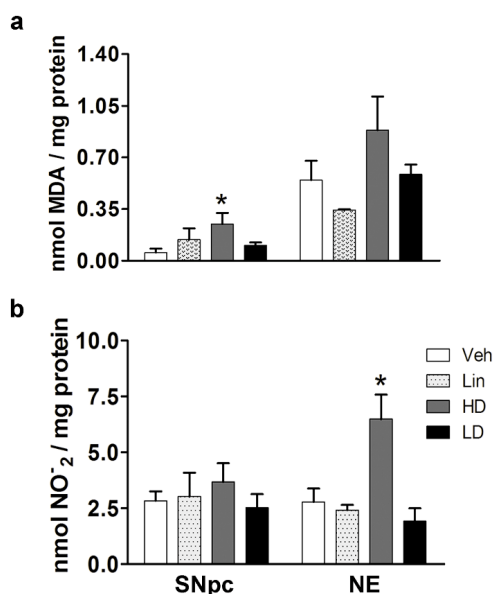 a
nmol MDA / mg protein
1.40
1.05
0.70
0.35
0.00
*
b
nmol NO⁻₂ / mg protein
10.0
7.5
5.0
2.5
0.0
*
Veh
Lin
HD
LD
SNpc
NE